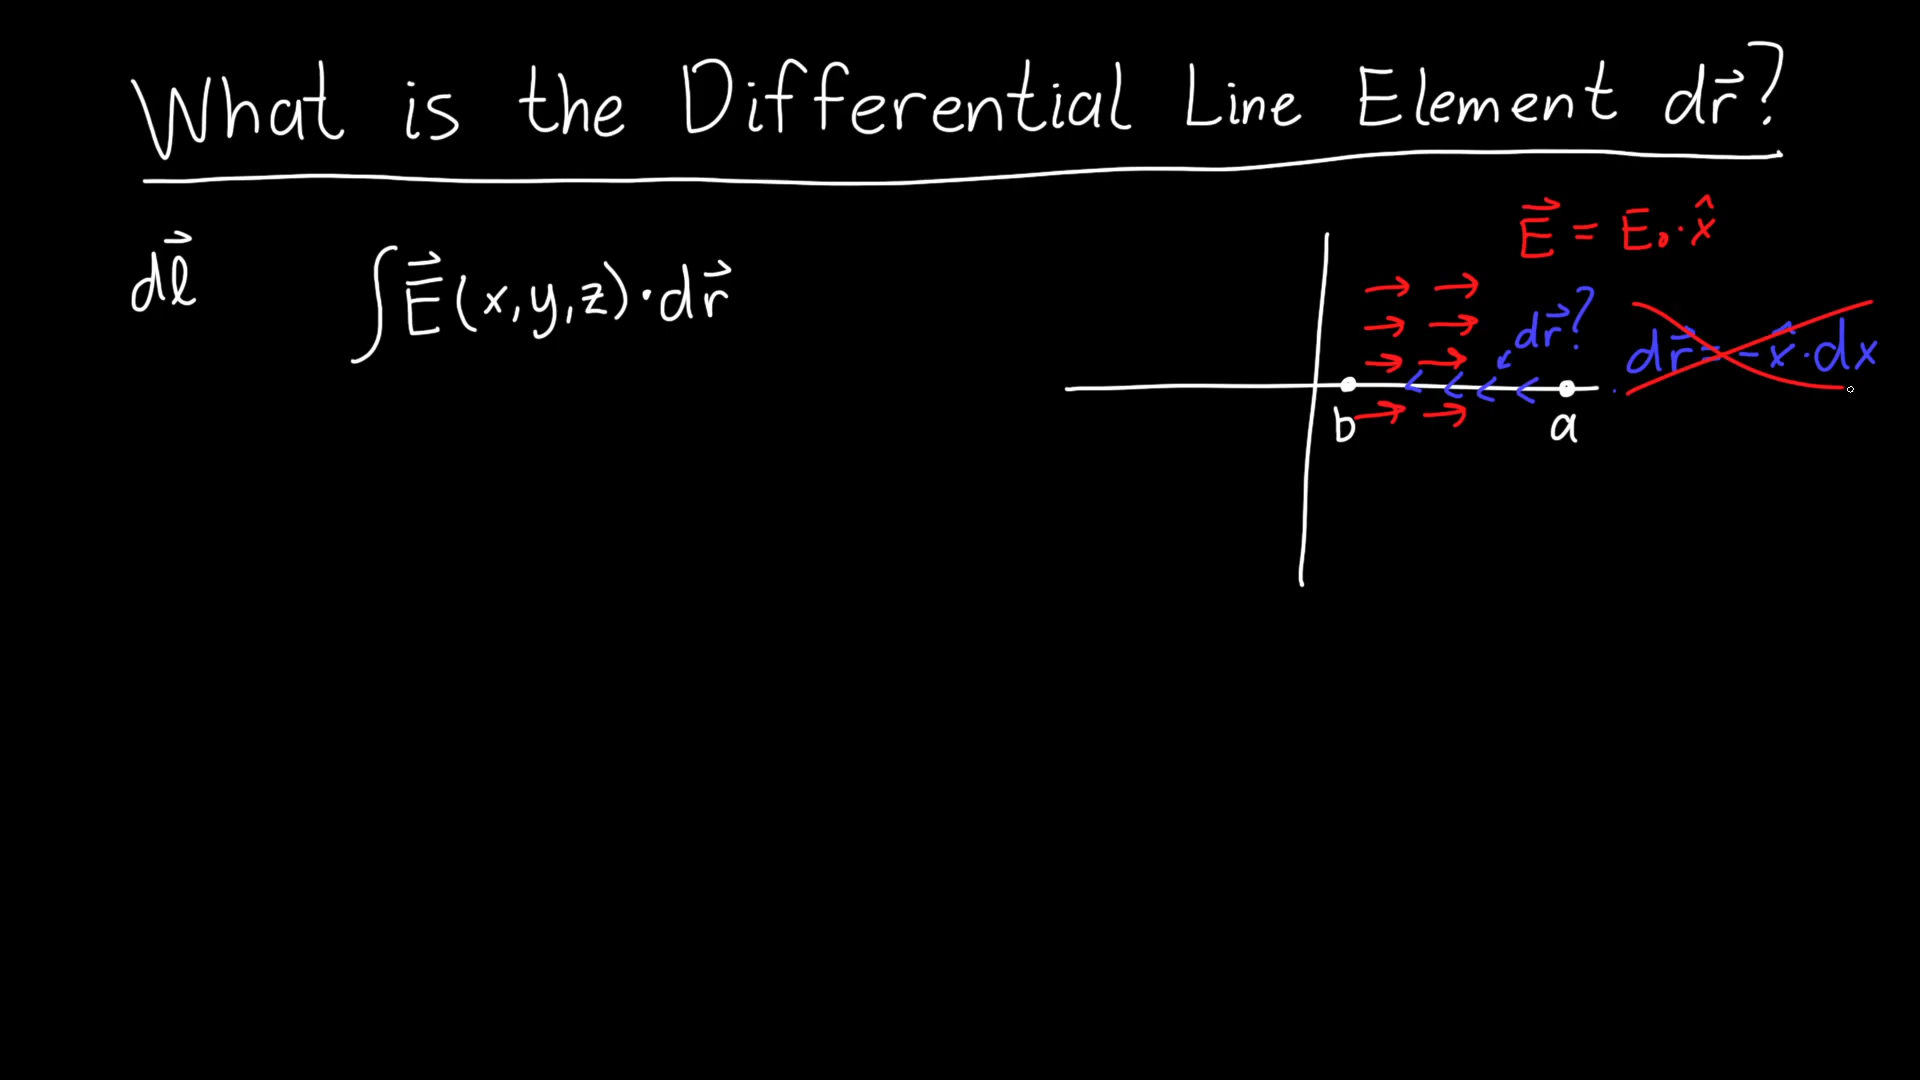 What is the Differential Line Element dr⃗?
dℓ⃗
∫E⃗(x,y,z)·dr⃗
E⃗ = E₀·x̂
dr⃗?
dr⃗=-x̂·dx
b
a